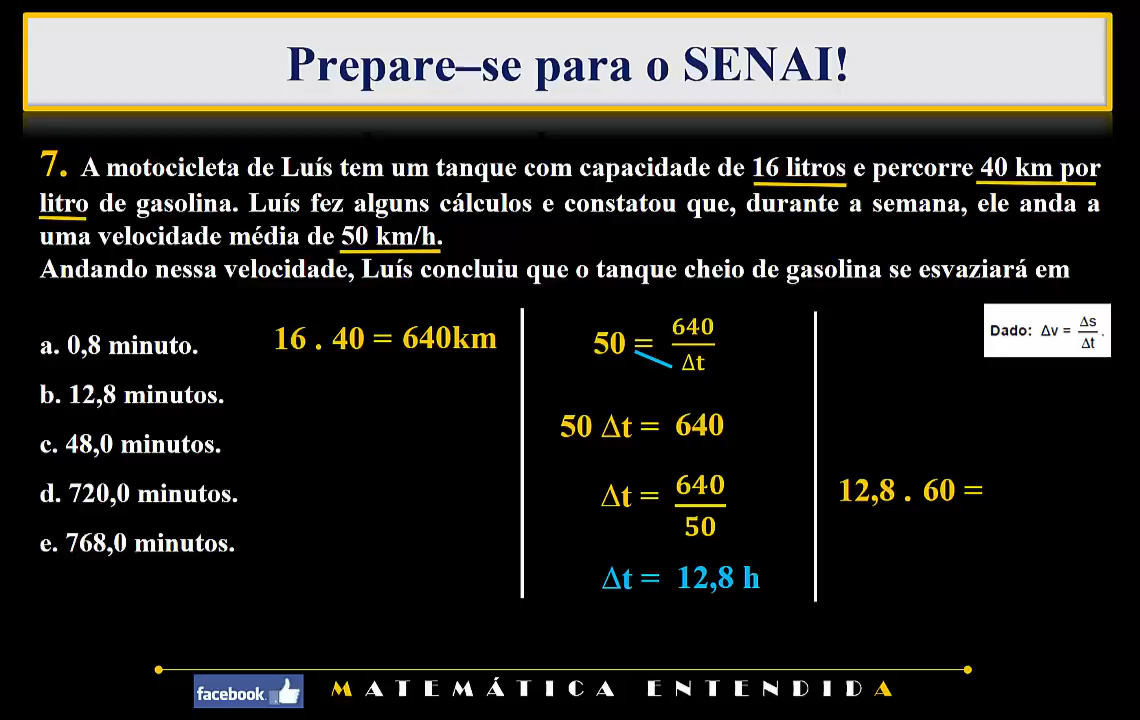 Prepare–se para o SENAI!
7. A motocicleta de Luís tem um tanque com capacidade de 16 litros e percorre 40 km por
litro de gasolina. Luís fez alguns cálculos e constatou que, durante a semana, ele anda a
uma velocidade média de 50 km/h.
Andando nessa velocidade, Luís concluiu que o tanque cheio de gasolina se esvaziará em
a. 0,8 minuto.
b. 12,8 minutos.
c. 48,0 minutos.
d. 720,0 minutos.
e. 768,0 minutos.
16 . 40 = 640km
50 = 640/Δt
50 Δt = 640
Δt = 640/50
Δt = 12,8 h
Dado: Δv = Δs/Δt.
12,8 . 60 =
facebook.
MATEMÁTICA ENTENDIDA